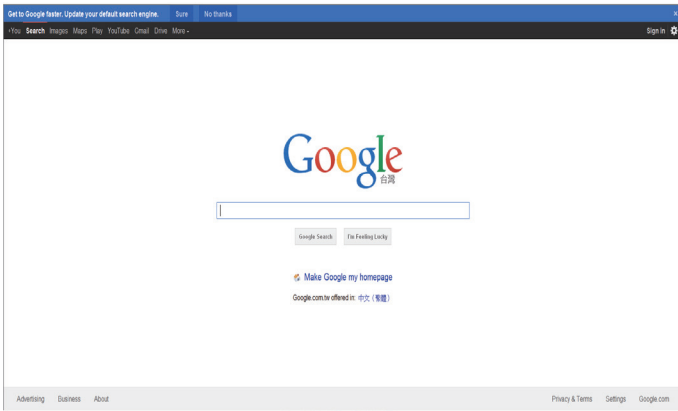 Get to Google faster. Update your default search engine. Sure No thanks ×
+You Search Images Maps Play YouTube Gmail Drive More Sign in
Google
台灣
Google Search I'm Feeling Lucky
Make Google my homepage
Google.com.tw offered in: 中文（繁體）
Advertising Business About Privacy & Terms Settings Google.com